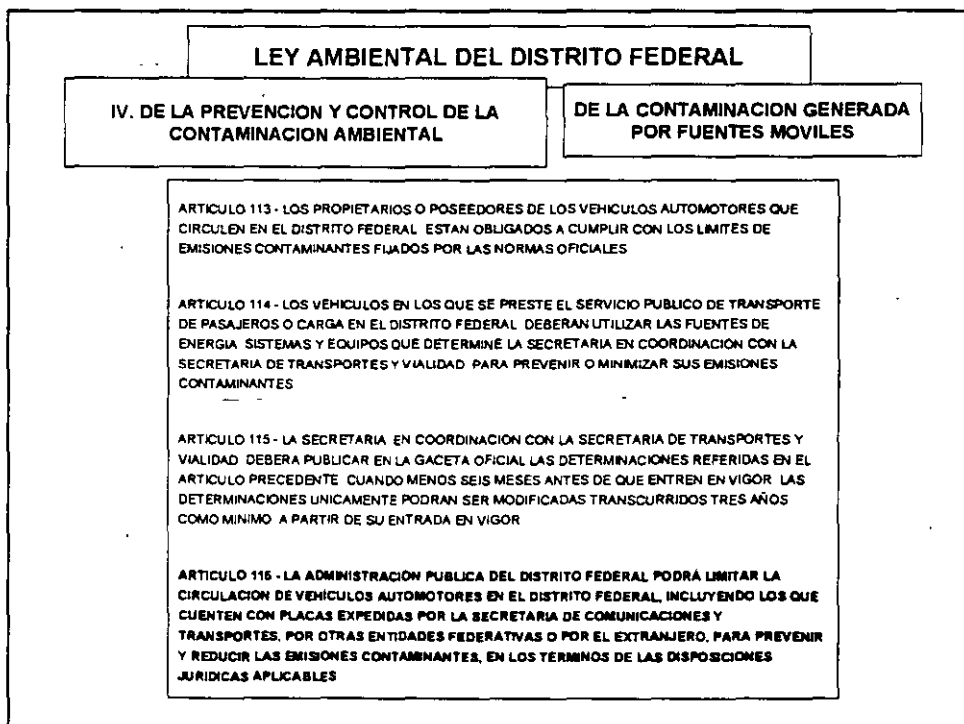 LEY AMBIENTAL DEL DISTRITO FEDERAL
IV. DE LA PREVENCION Y CONTROL DE LA
CONTAMINACION AMBIENTAL
DE LA CONTAMINACION GENERADA
POR FUENTES MOVILES
ARTICULO 113 - LOS PROPIETARIOS O POSEEDORES DE LOS VEHICULOS AUTOMOTORES QUE
CIRCULEN EN EL DISTRITO FEDERAL ESTAN OBLIGADOS A CUMPLIR CON LOS LIMITES DE
EMISIONES CONTAMINANTES FIJADOS POR LAS NORMAS OFICIALES
ARTICULO 114 - LOS VEHICULOS EN LOS QUE SE PRESTE EL SERVICIO PUBLICO DE TRANSPORTE
DE PASAJEROS O CARGA EN EL DISTRITO FEDERAL DEBERAN UTILIZAR LAS FUENTES DE
ENERGIA SISTEMAS Y EQUIPOS QUE DETERMINE LA SECRETARIA EN COORDINACION CON LA
SECRETARIA DE TRANSPORTES Y VIALIDAD PARA PREVENIR O MINIMIZAR SUS EMISIONES
CONTAMINANTES
ARTICULO 115 - LA SECRETARIA EN COORDINACION CON LA SECRETARIA DE TRANSPORTES Y
VIALIDAD DEBERA PUBLICAR EN LA GACETA OFICIAL LAS DETERMINACIONES REFERIDAS EN EL
ARTICULO PRECEDENTE CUANDO MENOS SEIS MESES ANTES DE QUE ENTREN EN VIGOR LAS
DETERMINACIONES UNICAMENTE PODRAN SER MODIFICADAS TRANSCURRIDOS TRES AÑOS
COMO MINIMO A PARTIR DE SU ENTRADA EN VIGOR
ARTICULO 116 - LA ADMINISTRACIÓN PUBLICA DEL DISTRITO FEDERAL PODRÁ LIMITAR LA
CIRCULACION DE VEHÍCULOS AUTOMOTORES EN EL DISTRITO FEDERAL, INCLUYENDO LOS QUE
CUENTEN CON PLACAS EXPEDIDAS POR LA SECRETARIA DE COMUNICACIONES Y
TRANSPORTES, POR OTRAS ENTIDADES FEDERATIVAS O POR EL EXTRANJERO, PARA PREVENIR
Y REDUCIR LAS EMISIONES CONTAMINANTES, EN LOS TÉRMINOS DE LAS DISPOSICIONES
JURIDICAS APLICABLES